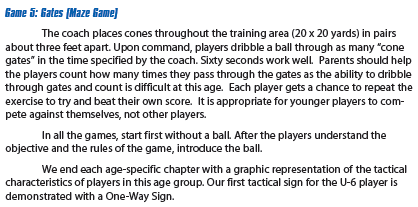 Game 5: Gates (Maze Game)
The coach places cones throughout the training area (20 x 20 yards) in pairs
about three feet apart. Upon command, players dribble a ball through as many “cone
gates” in the time specified by the coach. Sixty seconds work well.  Parents should help
the players count how many times they pass through the gates as the ability to dribble
through gates and count is difficult at this age.  Each player gets a chance to repeat the
exercise to try and beat their own score.  It is appropriate for younger players to com-
pete against themselves, not other players.
In all the games, start first without a ball. After the players understand the
objective and the rules of the game, introduce the ball.
We end each age-specific chapter with a graphic representation of the tactical
characteristics of players in this age group. Our first tactical sign for the U-6 player is
demonstrated with a One-Way Sign.